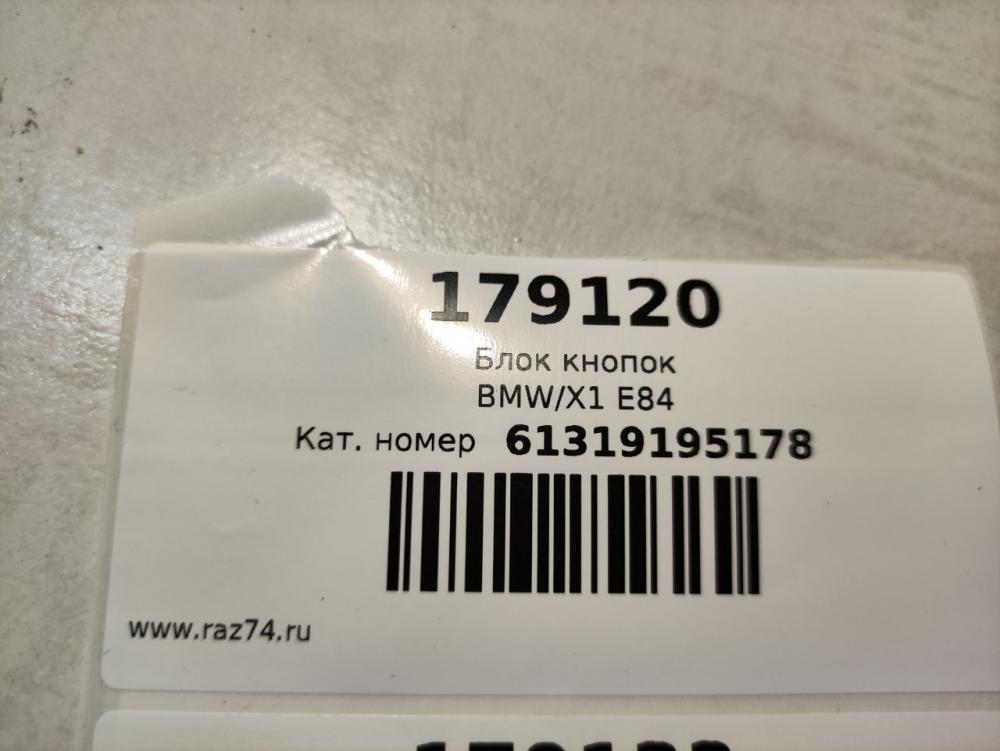 179120
Блок кнопок
BMW/X1 E84
Кат. номер 61319195178
www.raz74.ru